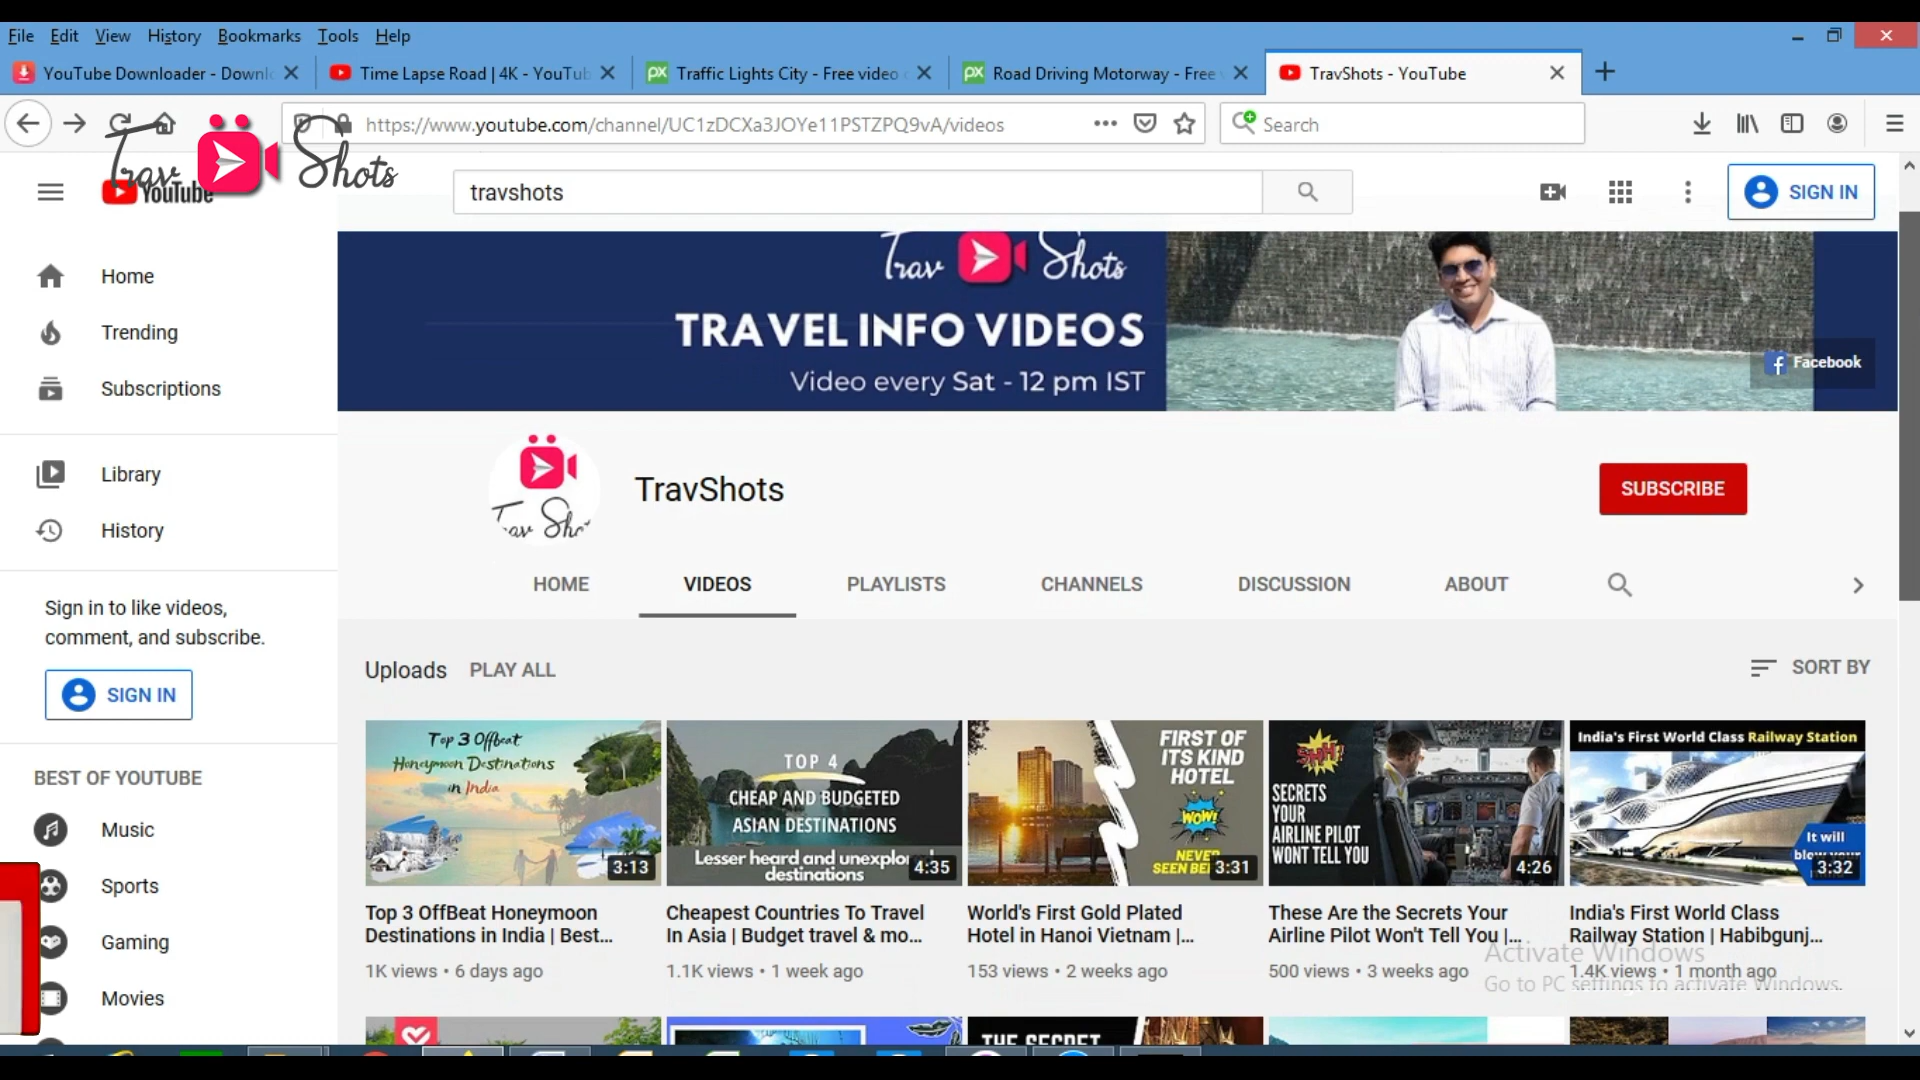 File Edit View History Bookmarks Tools Help
YouTube Downloader - Downl
Time Lapse Road | 4K - YouTub
Traffic Lights City - Free video
Road Driving Motorway - Free
TravShots - YouTube
https://www.youtube.com/channel/UC1zDCXa3JOYe11PSTZPQ9vA/videos
Search
Trav Shots
YouTube
travshots
SIGN IN
Home
Trending
Subscriptions
Library
History
Sign in to like videos,
comment, and subscribe.
SIGN IN
BEST OF YOUTUBE
Music
Sports
Gaming
Movies
Trav Shots
TRAVEL INFO VIDEOS
Video every Sat - 12 pm IST
Facebook
TravShots
SUBSCRIBE
HOME VIDEOS PLAYLISTS CHANNELS DISCUSSION ABOUT
Uploads PLAY ALL
SORT BY
Top 3 Offbeat
Honeymoon Destinations
in India
3:13
Top 3 OffBeat Honeymoon
Destinations in India | Best...
1K views • 6 days ago
TOP 4
CHEAP AND BUDGETED
ASIAN DESTINATIONS
Lesser heard and
destinations
4:35
Cheapest Countries To Travel
In Asia | Budget travel & mo...
1.1K views • 1 week ago
FIRST OF
ITS KIND
HOTEL
WOW!
NEVER
SEEN
3:31
World's First Gold Plated
Hotel in Hanoi Vietnam |...
153 views • 2 weeks ago
SECRETS
YOUR
AIRLINE PILOT
WONT TELL YOU
4:26
These Are the Secrets Your
Airline Pilot Won't Tell You |...
500 views • 3 weeks ago
India's First World Class Railway Station
It will
3:32
India's First World Class
Railway Station | Habibgunj...
1.4K views • 1 month ago
Activate Windows
Go to PC settings to activate Windows.
THE SECRET